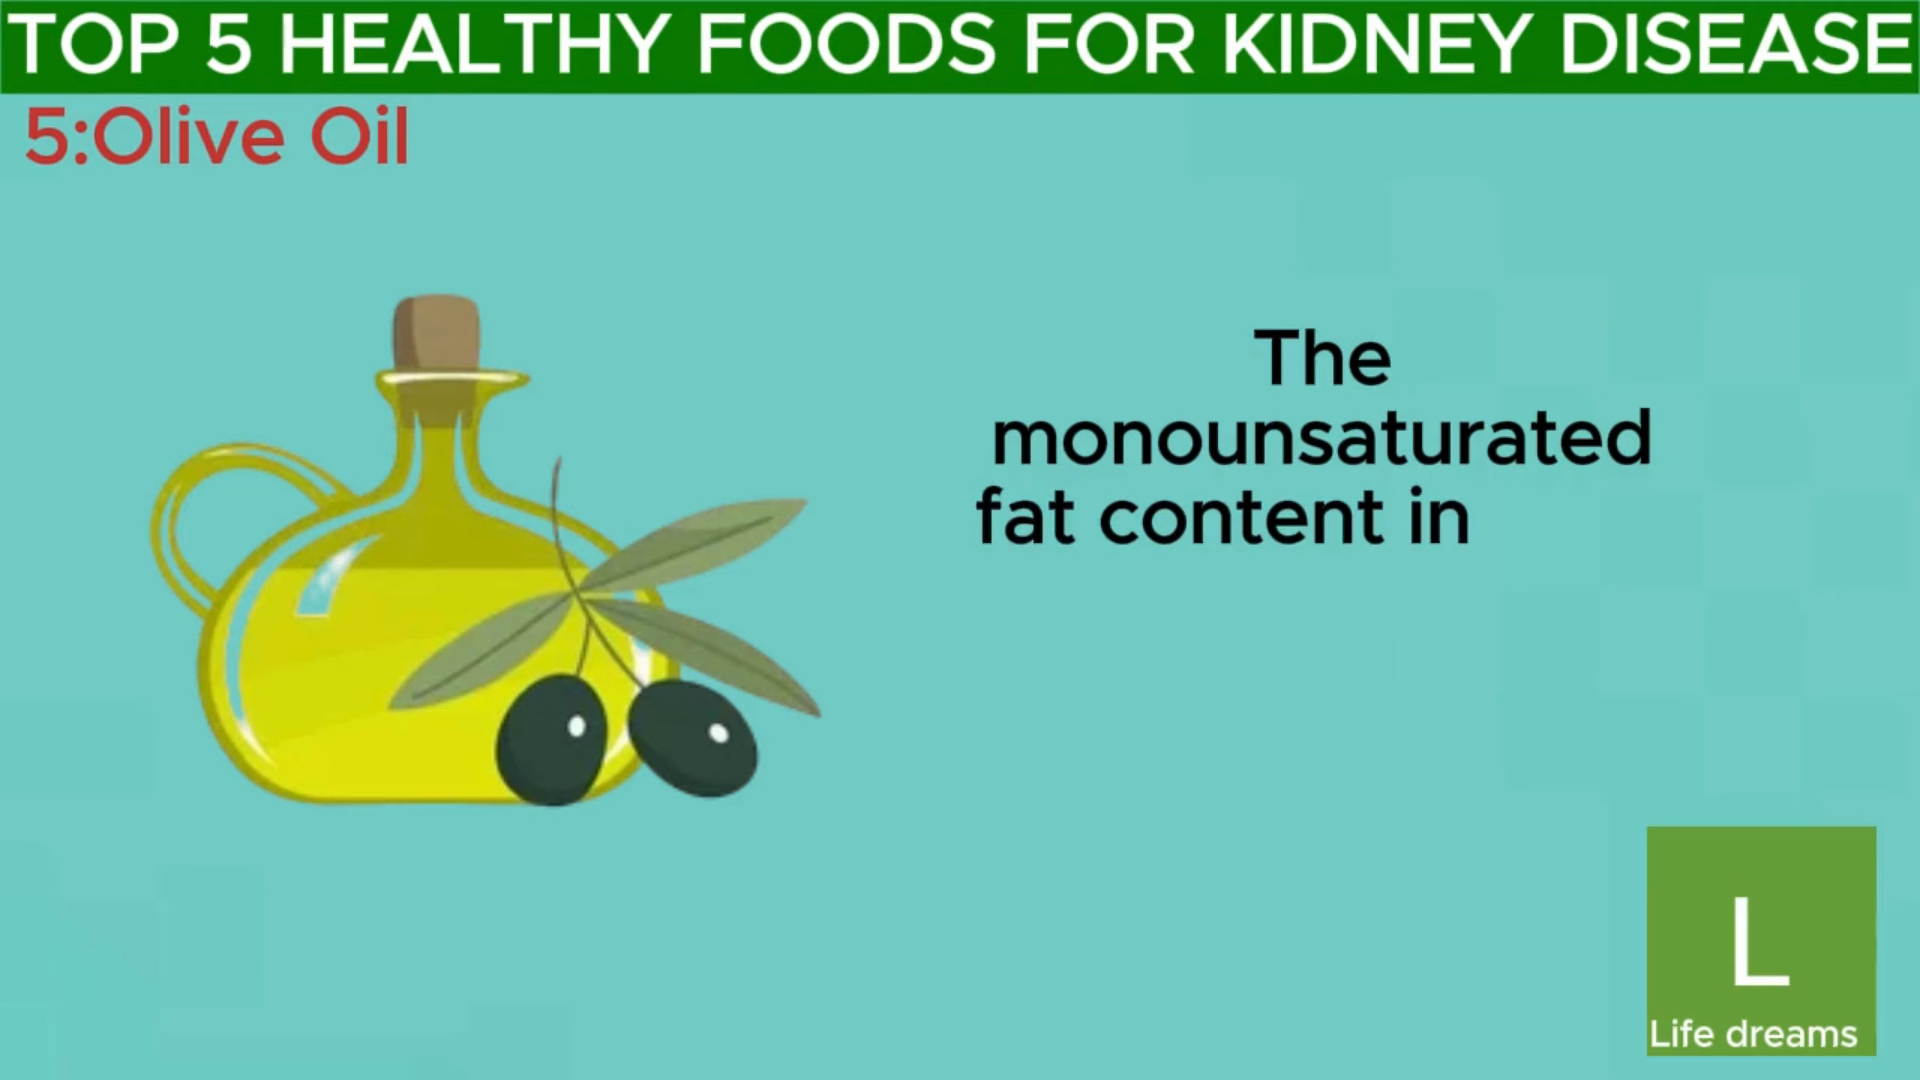 TOP 5 HEALTHY FOODS FOR KIDNEY DISEASE
5:Olive Oil
The
monounsaturated
fat content in
L
Life dreams